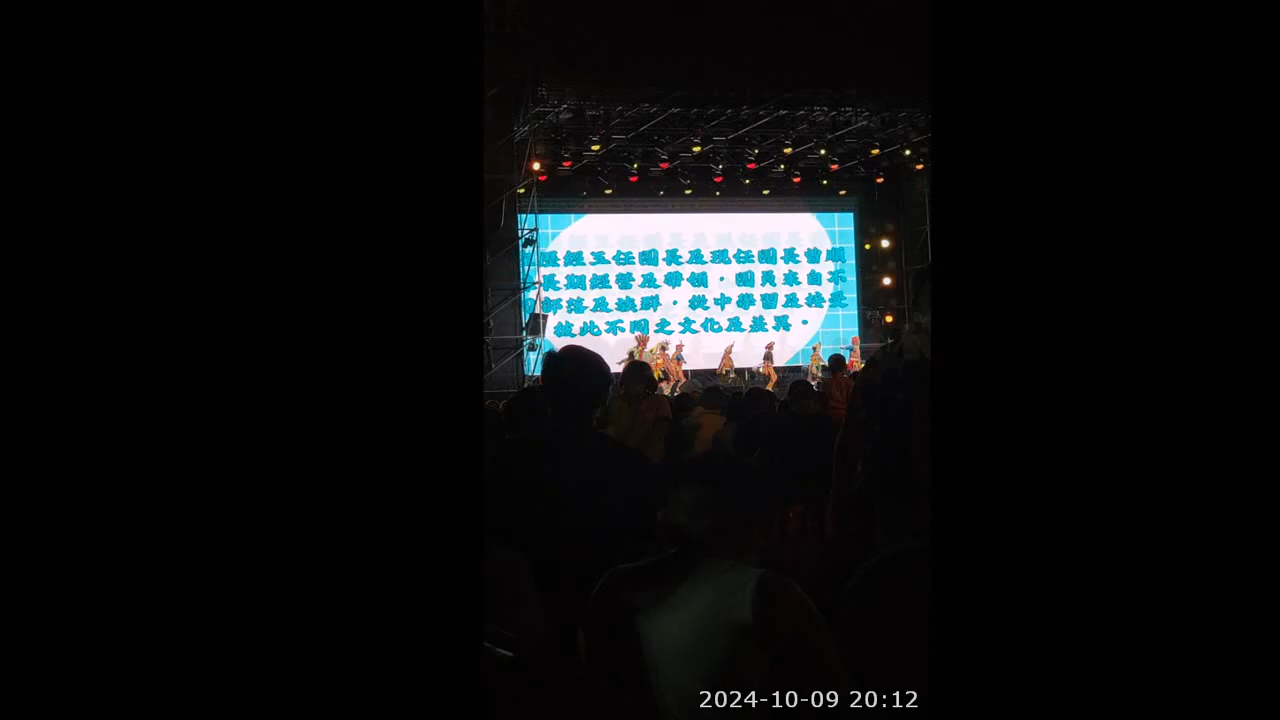 歷經五任團長及現任團長曾順
長期經營及帶領，團員來自不
部落及族群，從中學習及接受
彼此不同之文化及差異。
2024-10-09 20:12